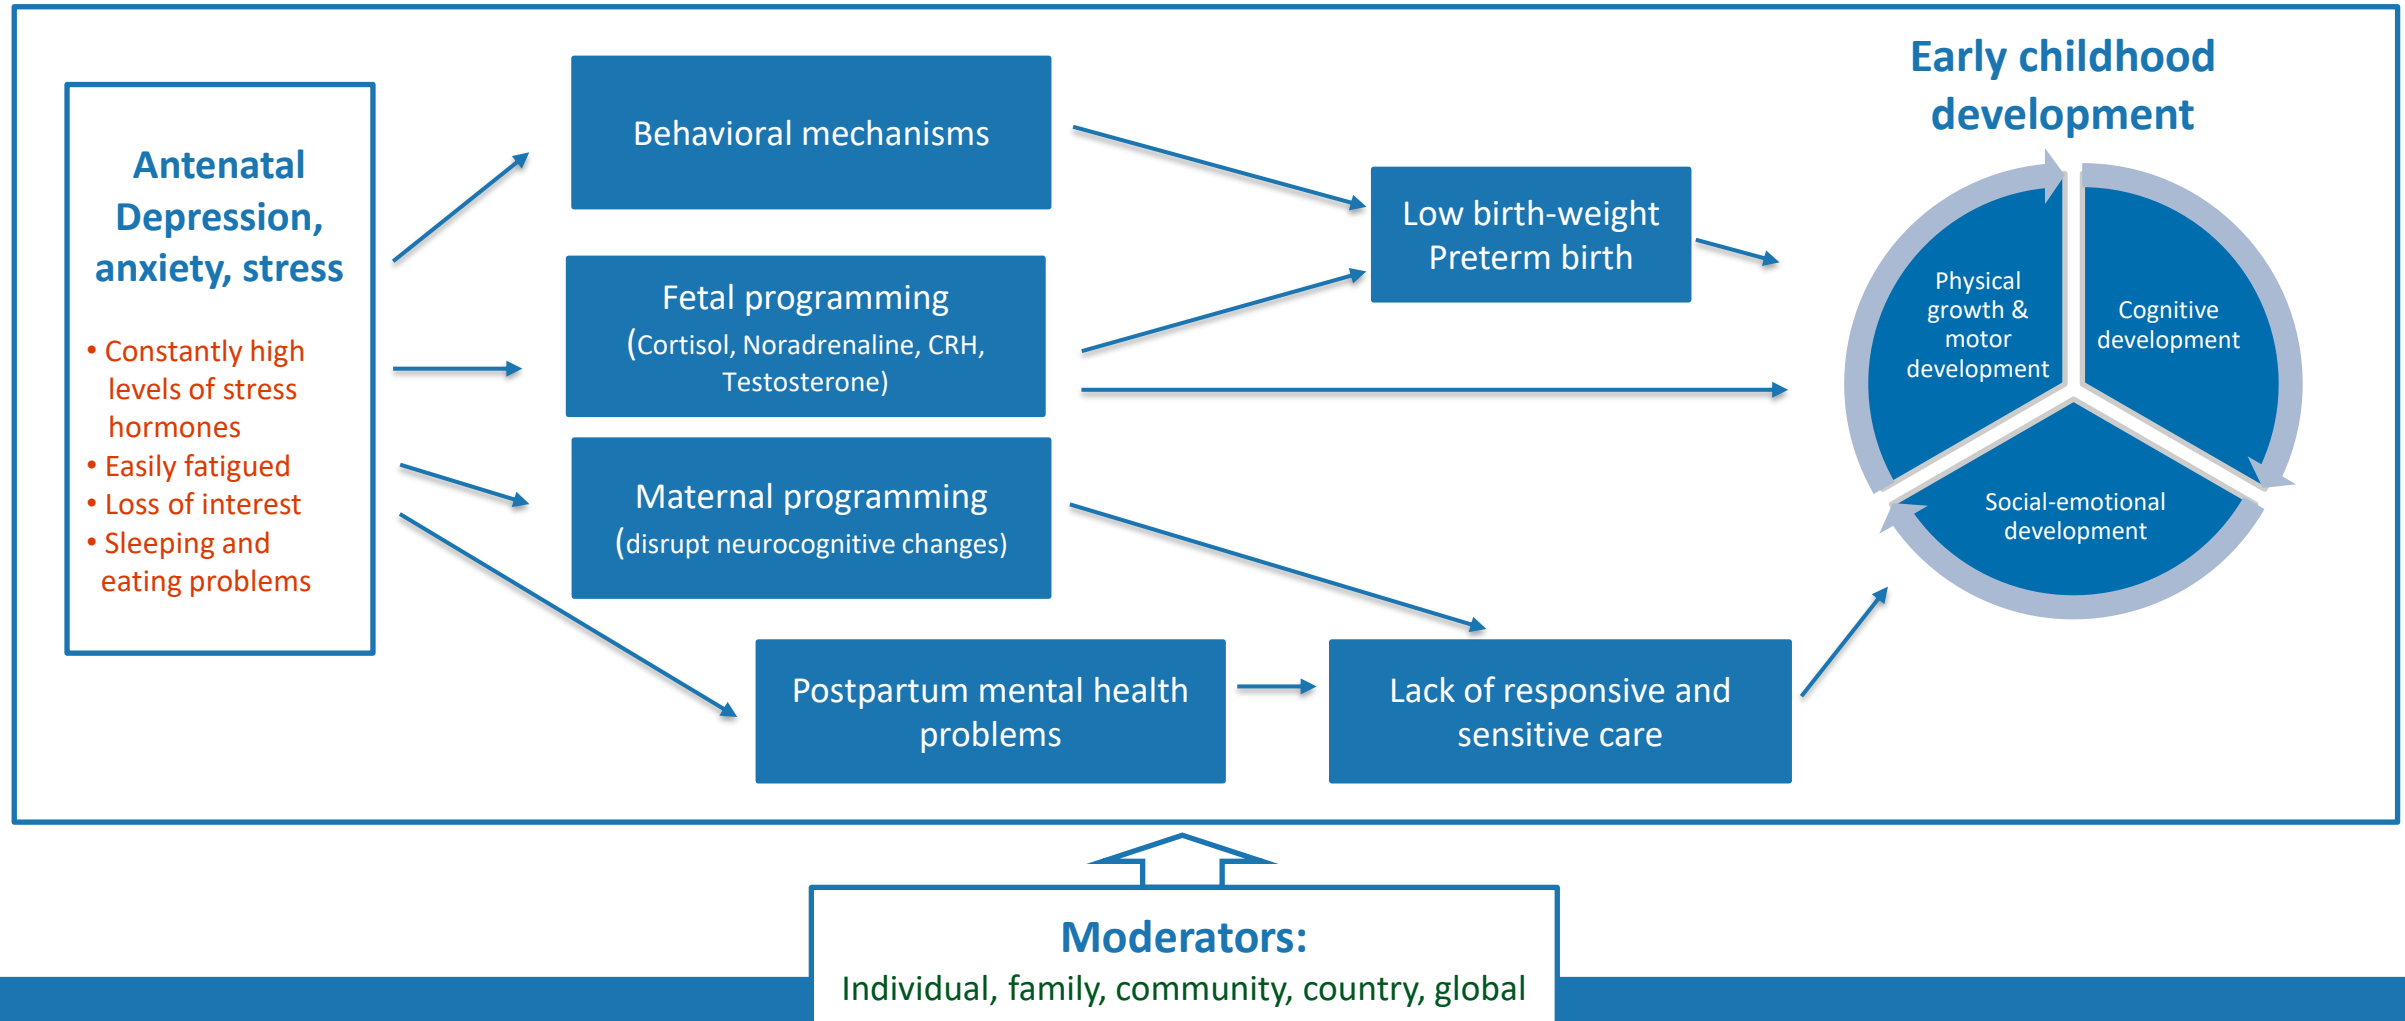 Antenatal
Depression,
anxiety, stress
• Constantly high
levels of stress
hormones
• Easily fatigued
• Loss of interest
• Sleeping and
eating problems
Behavioral mechanisms
Fetal programming
(Cortisol, Noradrenaline, CRH,
Testosterone)
Maternal programming
(disrupt neurocognitive changes)
Postpartum mental health
problems
Low birth-weight
Preterm birth
Lack of responsive and
sensitive care
Early childhood
development
Physical
growth &
motor
development
Cognitive
development
Social-emotional
development
Moderators:
Individual, family, community, country, global